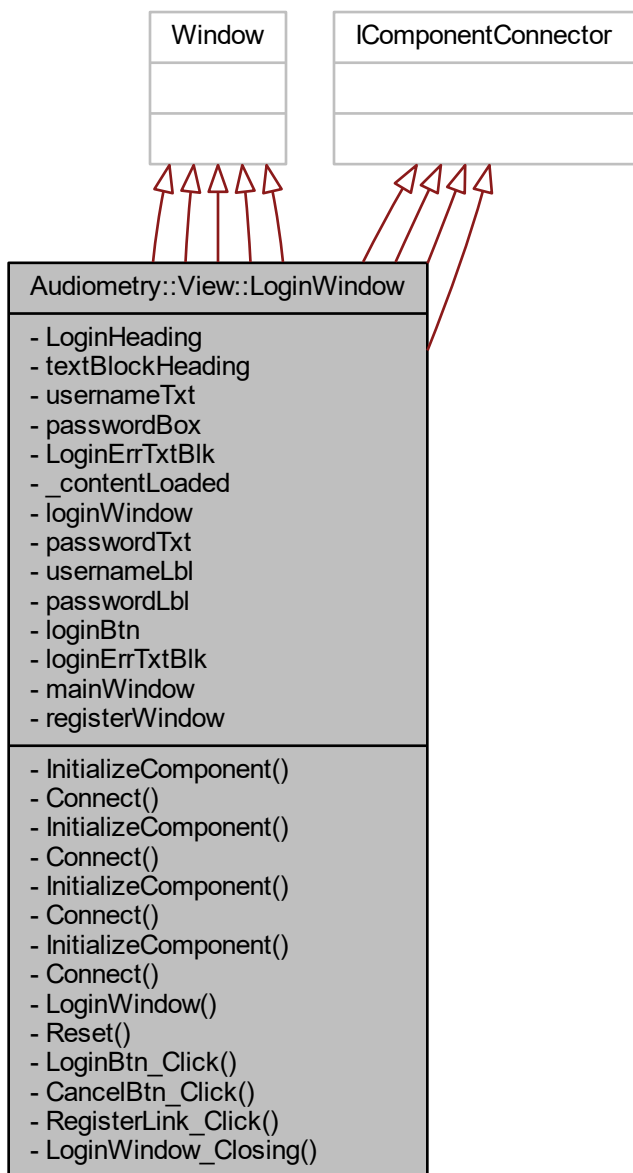 Window
IComponentConnector
Audiometry::View::LoginWindow
- LoginHeading
- textBlockHeading
- usernameTxt
- passwordBox
- LoginErrTxtBlk
- _contentLoaded
- loginWindow
- passwordTxt
- usernameLbl
- passwordLbl
- loginBtn
- loginErrTxtBlk
- mainWindow
- registerWindow
- InitializeComponent()
- Connect()
- InitializeComponent()
- Connect()
- InitializeComponent()
- Connect()
- InitializeComponent()
- Connect()
- LoginWindow()
- Reset()
- LoginBtn_Click()
- CancelBtn_Click()
- RegisterLink_Click()
- LoginWindow_Closing()